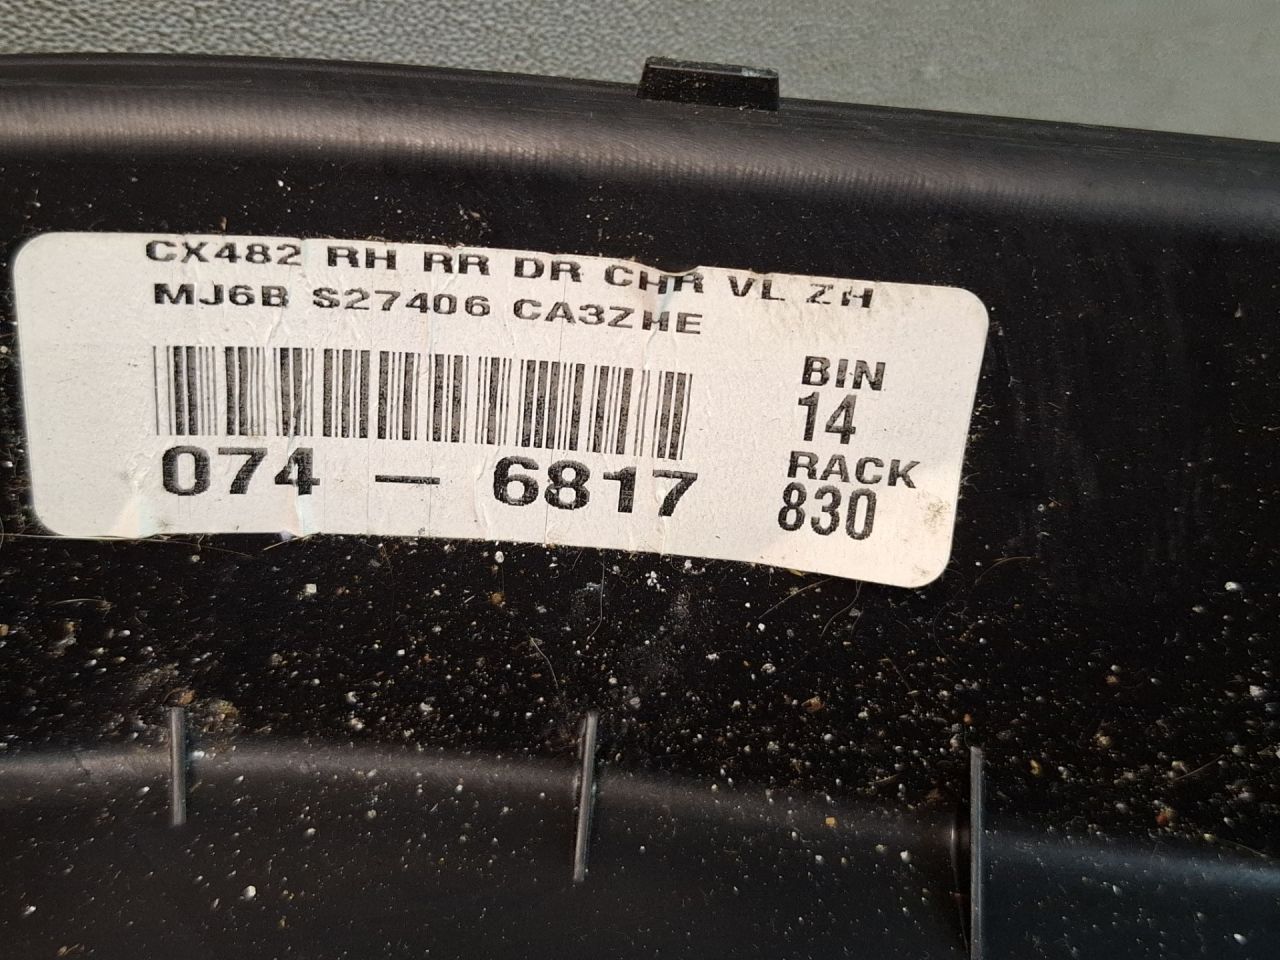 CX482 RH RR DR CHR VL ZH
MJ6B S27406 CA3ZHE
074 - 6817
BIN
14
RACK
830